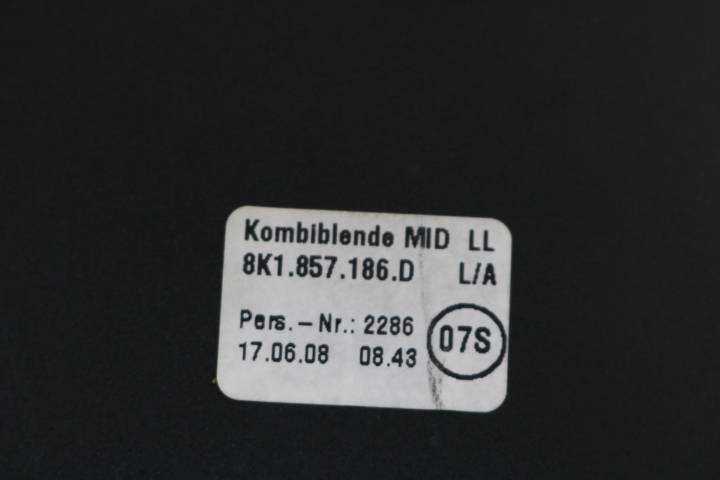 Kombiblende MID LL
8K1.857.186.D L/A
Pers.-Nr.: 2286
17.06.08 08.43
07S